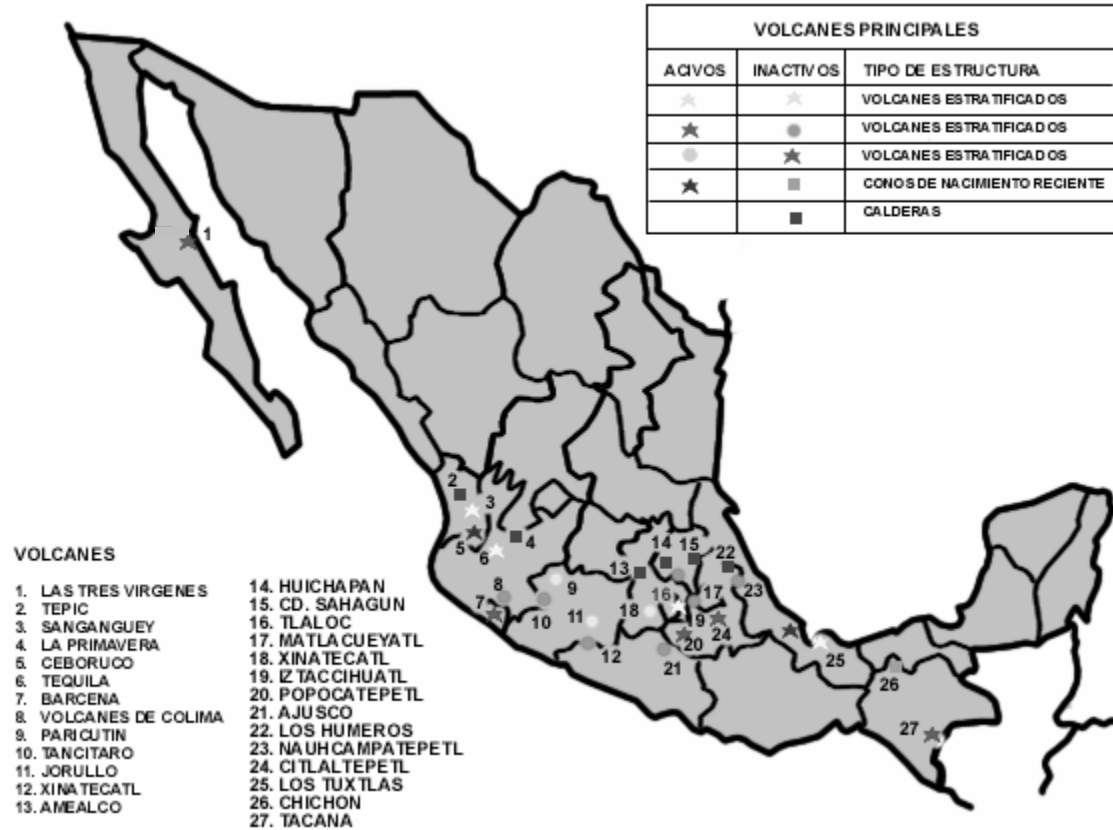 VOLCANES PRINCIPALES
ACIVOS INACTIVOS TIPO DE ESTRUCTURA
VOLCANES ESTRATIFICADOS
VOLCANES ESTRATIFICADOS
VOLCANES ESTRATIFICADOS
CONOS DE NACIMIENTO RECIENTE
CALDERAS
1
2
3
5
6
4
14
15
22
13
9
8
7
10
11
12
18
16
17
23
9
24
20
21
25
26
27
VOLCANES
1. LAS TRES VIRGENES
2. TEPIC
3. SANGANGUEY
4. LA PRIMAVERA
5. CEBORUCO
6. TEQUILA
7. BARCENA
8. VOLCANES DE COLIMA
9. PARICUTIN
10. TANCITARO
11. JORULLO
12. XINATECATL
13. AMEALCO
14. HUICHAPAN
15. CD. SAHAGUN
16. TLALOC
17. MATLACUEYATL
18. XINATECATL
19. IZTACCIHUATL
20. POPOCATEPETL
21. AJUSCO
22. LOS HUMEROS
23. NAUHCAMPATEPETL
24. CITLALTEPETL
25. LOS TUXTLAS
26. CHICHON
27. TACANA